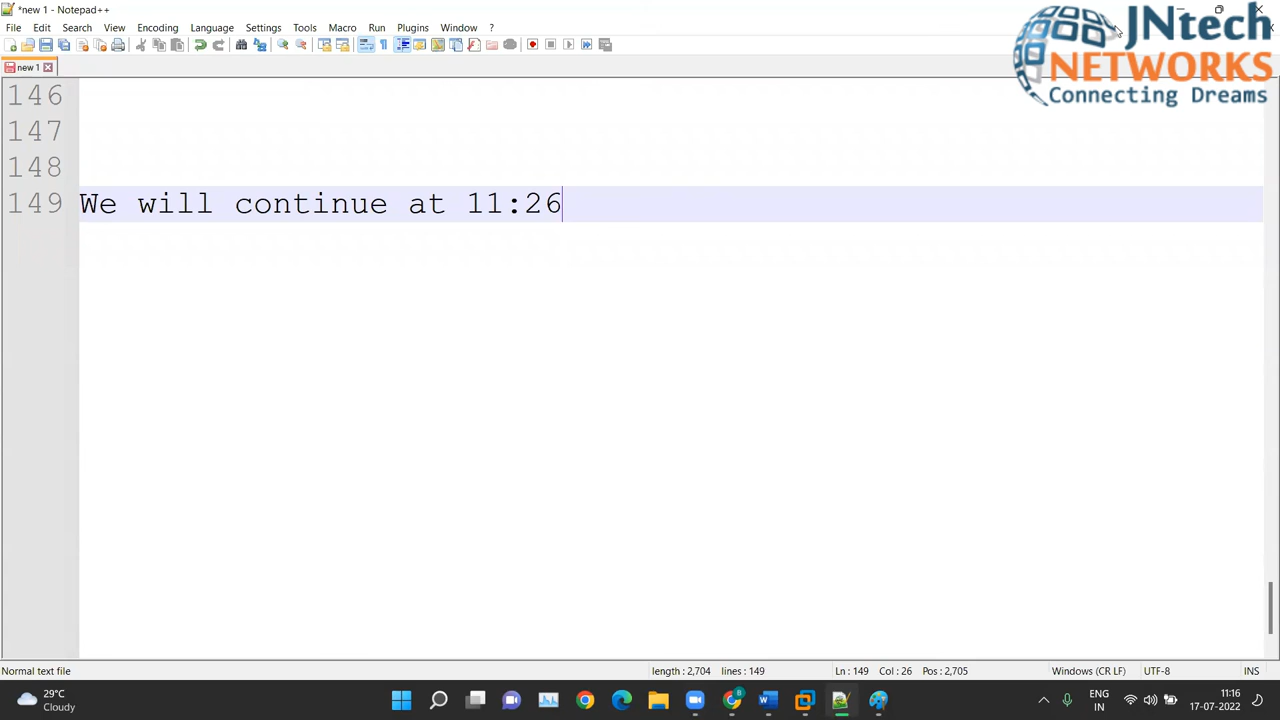 *new 1 - Notepad++
File Edit Search View Encoding Language Settings Tools Macro Run Plugins Window ?
new 1
JNtech
NETWORKS
Connecting Dreams
146
147
148
149 We will continue at 11:26
Normal text file length : 2,704 lines : 149 Ln : 149 Col : 26 Pos : 2,705 Windows (CR LF) UTF-8 INS
29°C
Cloudy
8
ENG
IN
11:16
17-07-2022